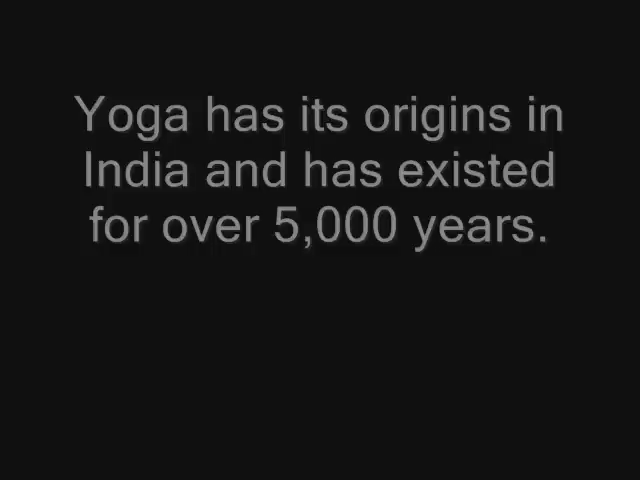 Yoga has its origins in
India and has existed
for over 5,000 years.